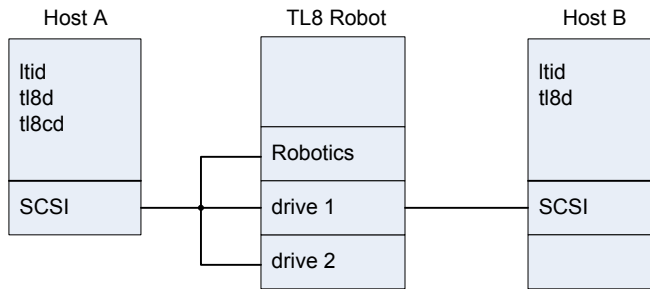 Host A
TL8 Robot
Host B
ltid
tl8d
tl8cd
SCSI
Robotics
drive 1
drive 2
ltid
tl8d
SCSI